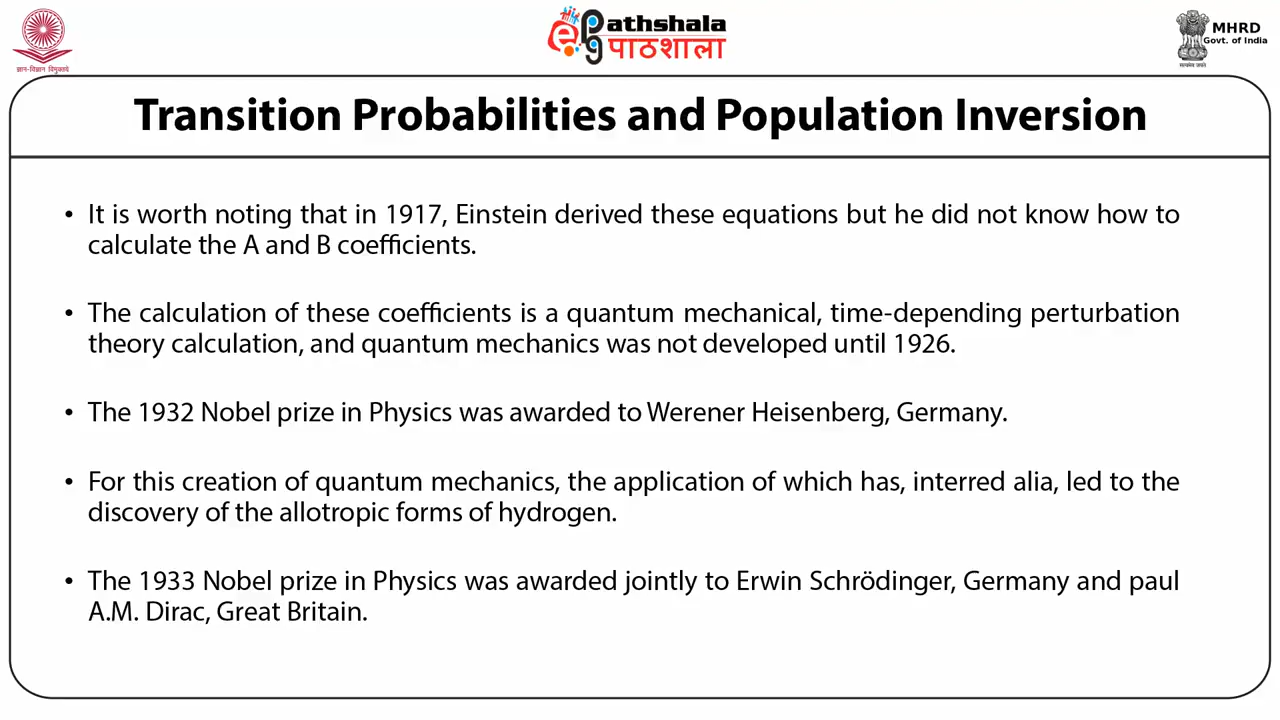 ज्ञान-विज्ञान विमुक्तये
ePathshala
पाठशाला
MHRD
Govt. of India
सत्यमेव जयते
Transition Probabilities and Population Inversion
• It is worth noting that in 1917, Einstein derived these equations but he did not know how to
calculate the A and B coefficients.
• The calculation of these coefficients is a quantum mechanical, time-depending perturbation
theory calculation, and quantum mechanics was not developed until 1926.
• The 1932 Nobel prize in Physics was awarded to Werener Heisenberg, Germany.
• For this creation of quantum mechanics, the application of which has, interred alia, led to the
discovery of the allotropic forms of hydrogen.
• The 1933 Nobel prize in Physics was awarded jointly to Erwin Schrödinger, Germany and paul
A.M. Dirac, Great Britain.